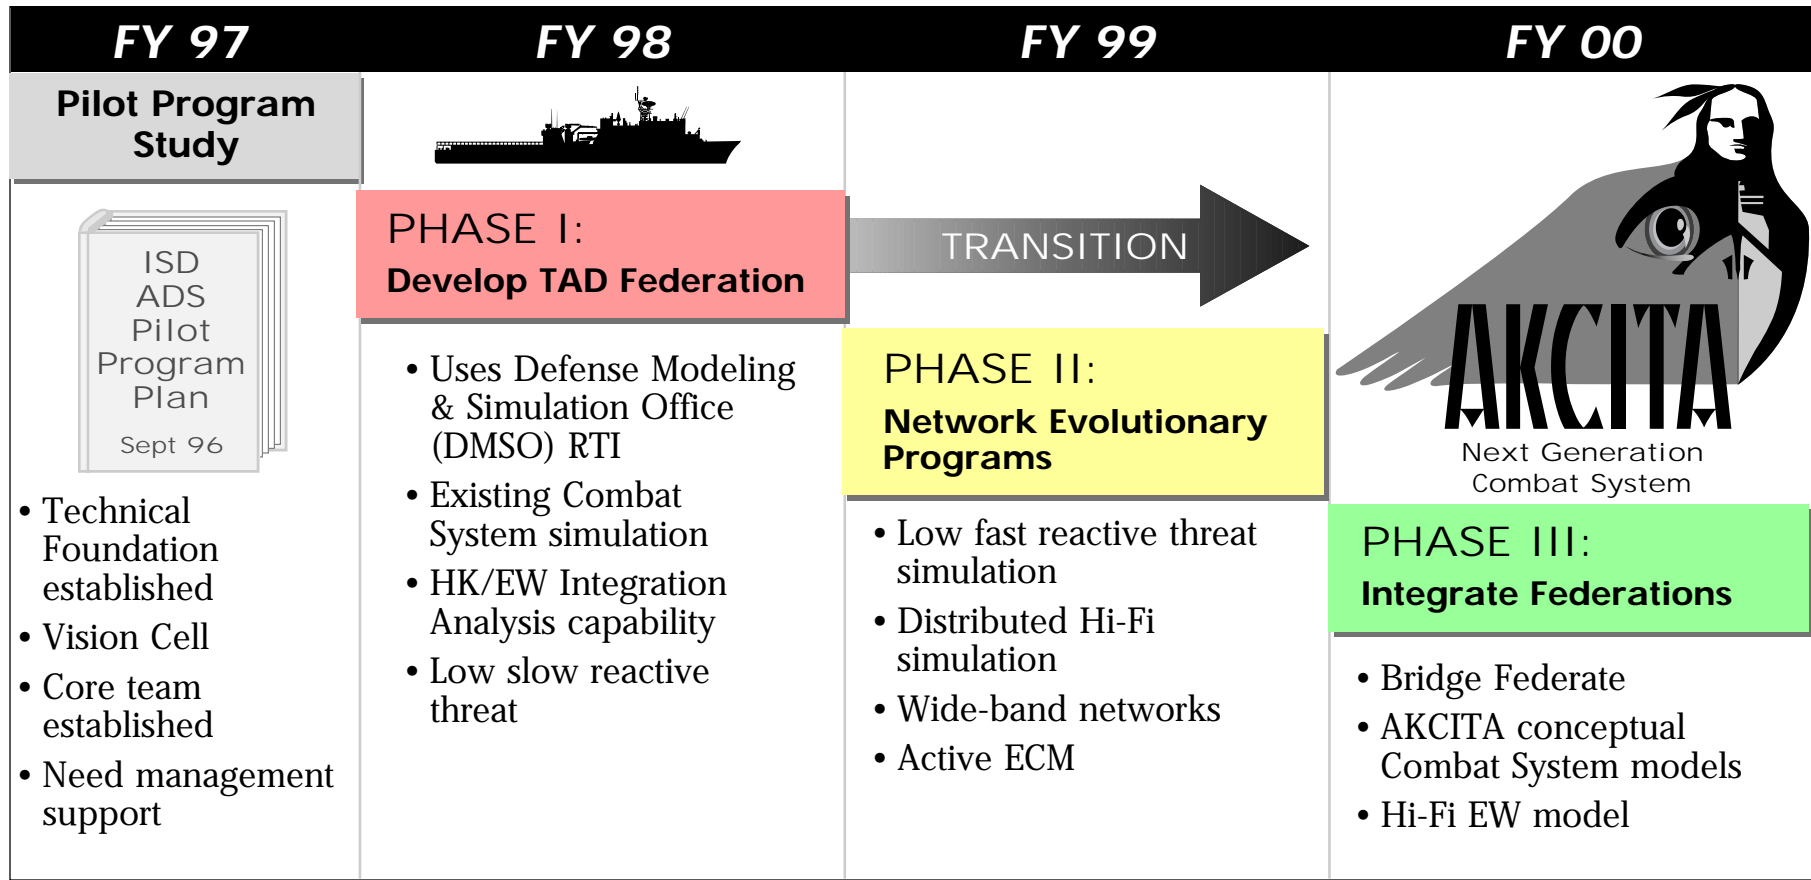 FY 97
FY 98
FY 99
FY 00
Pilot Program
Study
ISD
ADS
Pilot
Program
Plan
Sept 96
• Technical
Foundation
established
• Vision Cell
• Core team
established
• Need management
support
PHASE I:
Develop TAD Federation
• Uses Defense Modeling
& Simulation Office
(DMSO) RTI
• Existing Combat
System simulation
• HK/EW Integration
Analysis capability
• Low slow reactive
threat
TRANSITION
PHASE II:
Network Evolutionary
Programs
• Low fast reactive threat
simulation
• Distributed Hi-Fi
simulation
• Wide-band networks
• Active ECM
AKCITA
Next Generation
Combat System
PHASE III:
Integrate Federations
• Bridge Federate
• AKCITA conceptual
Combat System models
• Hi-Fi EW model